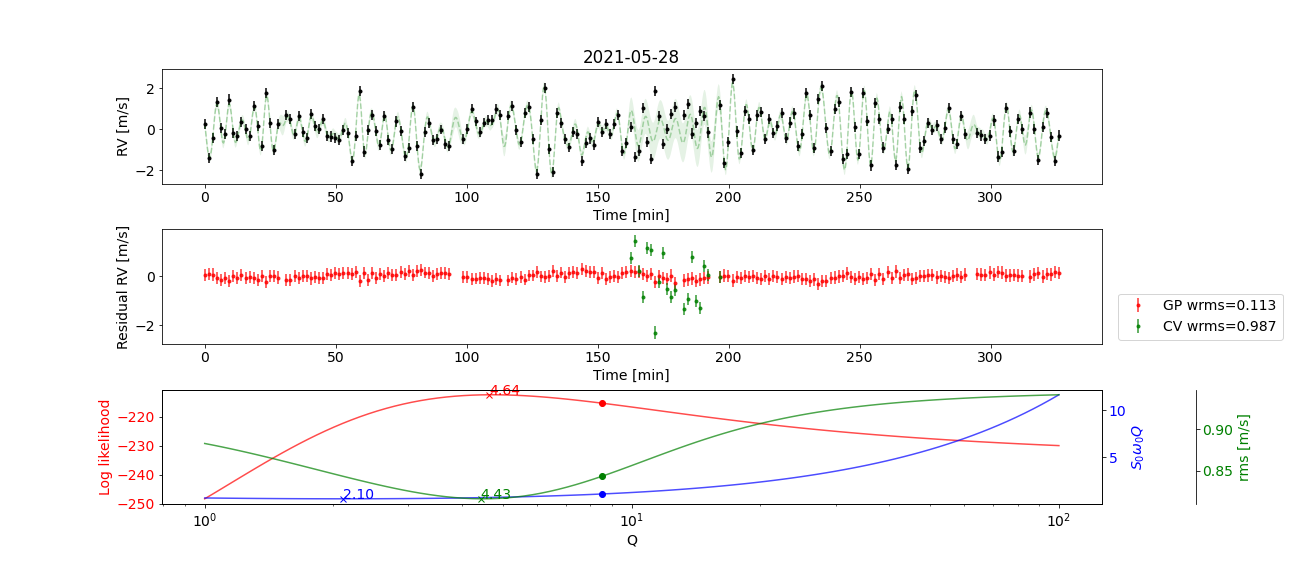 2021-05-28
RV [m/s]
2
0
−2
0 50 100 150 200 250 300
Time [min]
Residual RV [m/s]
0
−2
0 50 100 150 200 250 300
Time [min]
GP wrms=0.113
CV wrms=0.987
Log likelihood
−220
−230
−240
−250
4.64
2.10
4.43
10
5
S₀ω₀Q
0.90
0.85
rms [m/s]
10⁰ 10¹ 10²
Q